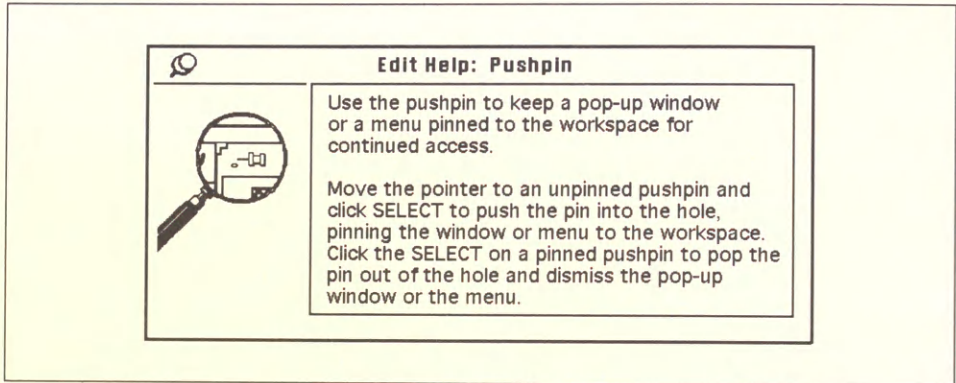 Edit Help: Pushpin
Use the pushpin to keep a pop-up window
or a menu pinned to the workspace for
continued access.
Move the pointer to an unpinned pushpin and
click SELECT to push the pin into the hole,
pinning the window or menu to the workspace.
Click the SELECT on a pinned pushpin to pop the
pin out of the hole and dismiss the pop-up
window or the menu.